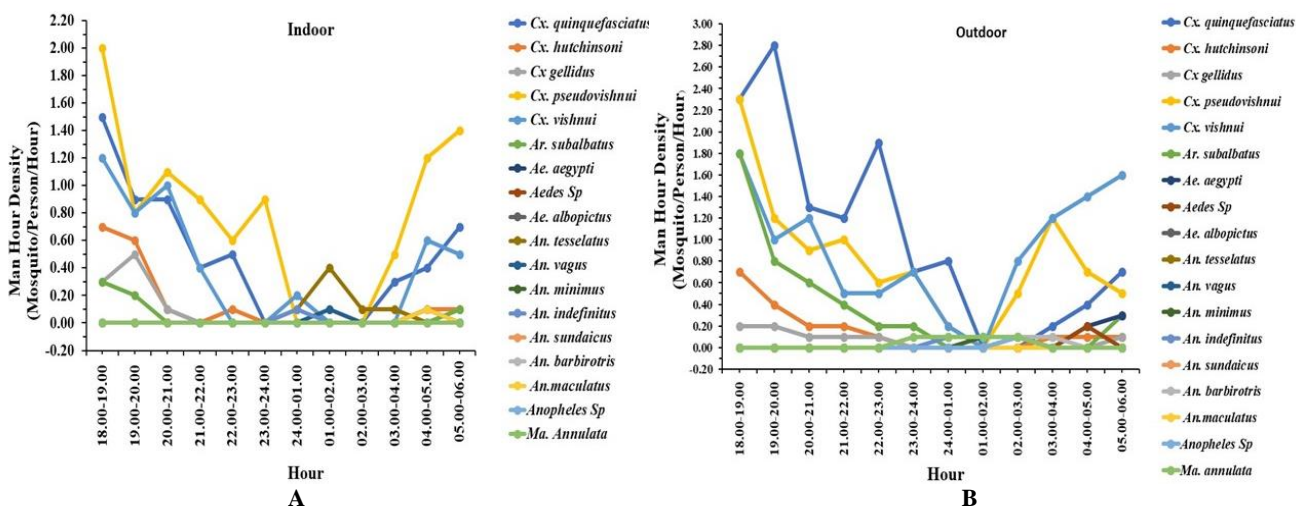 Indoor
Man Hour Density
(Mosquito/Person/Hour)
2.20
2.00
1.80
1.60
1.40
1.20
1.00
0.80
0.60
0.40
0.20
0.00
-0.20
18.00-19.00
19.00-20.00
20.00-21.00
21.00-22.00
22.00-23.00
23.00-24.00
24.00-01.00
01.00-02.00
02.00-03.00
03.00-04.00
04.00-05.00
05.00-06.00
Hour
Cx. quinquefasciatus
Cx. hutchinsoni
Cx gellidus
Cx. pseudovishnui
Cx. vishnui
Ar. subalbatus
Ae. aegypti
Aedes Sp
Ae. albopictus
An. tesselatus
An. vagus
An. minimus
An. indefinitus
An. sundaicus
An. barbirotris
An.maculatus
Anopheles Sp
Ma. Annulata
A
Outdoor
Man Hour Density
(Mosquito/Person/Hour)
3.00
2.80
2.60
2.40
2.20
2.00
1.80
1.60
1.40
1.20
1.00
0.80
0.60
0.40
0.20
0.00
-0.20
18.00-19.00
19.00-20.00
20.00-21.00
21.00-22.00
22.00-23.00
23.00-24.00
24.00-01.00
01.00-02.00
02.00-03.00
03.00-04.00
04.00-05.00
05.00-06.00
Hour
Cx. quinquefasciatus
Cx. hutchinsoni
Cx gellidus
Cx. pseudovishnui
Cx. vishnui
Ar. subalbatus
Ae. aegypti
Aedes Sp
Ae. albopictus
An. tesselatus
An. vagus
An. minimus
An. indefinitus
An. sundaicus
An. barbirotris
An.maculatus
Anopheles Sp
Ma. annulata
B